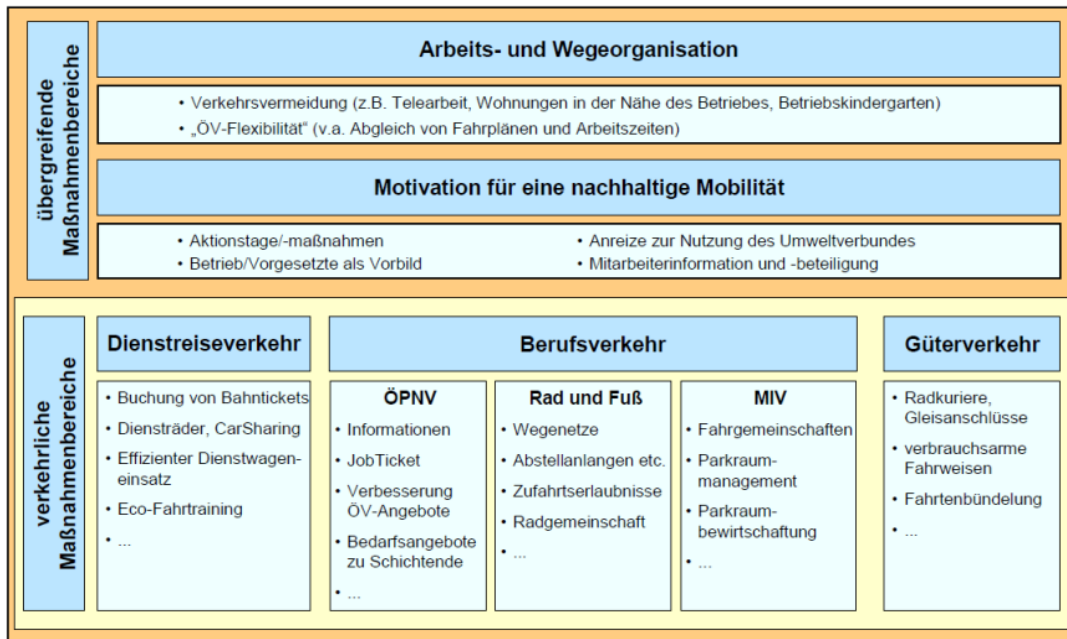 übergreifende
Maßnahmenbereiche
Arbeits- und Wegeorganisation
• Verkehrsvermeidung (z.B. Telearbeit, Wohnungen in der Nähe des Betriebes, Betriebskindergarten)
• „ÖV-Flexibilität“ (v.a. Abgleich von Fahrplänen und Arbeitszeiten)
Motivation für eine nachhaltige Mobilität
• Aktionstage/-maßnahmen
• Betrieb/Vorgesetzte als Vorbild
• Anreize zur Nutzung des Umweltverbundes
• Mitarbeiterinformation und -beteiligung
verkehrliche
Maßnahmenbereiche
Dienstreiseverkehr
• Buchung von Bahntickets
• Diensträder, CarSharing
• Effizienter Dienstwagen-
einsatz
• Eco-Fahrtraining
• ...
Berufsverkehr
ÖPNV
• Informationen
• JobTicket
• Verbesserung
ÖV-Angebote
• Bedarfsangebote
zu Schichtende
• ...
Rad und Fuß
• Wegenetze
• Abstellanlangen etc.
• Zufahrtserlaubnisse
• Radgemeinschaft
• ...
MIV
• Fahrgemeinschaften
• Parkraum-
management
• Parkraum-
bewirtschaftung
• ...
Güterverkehr
• Radkuriere,
Gleisanschlüsse
• verbrauchsarme
Fahrweisen
• Fahrtenbündelung
• ...